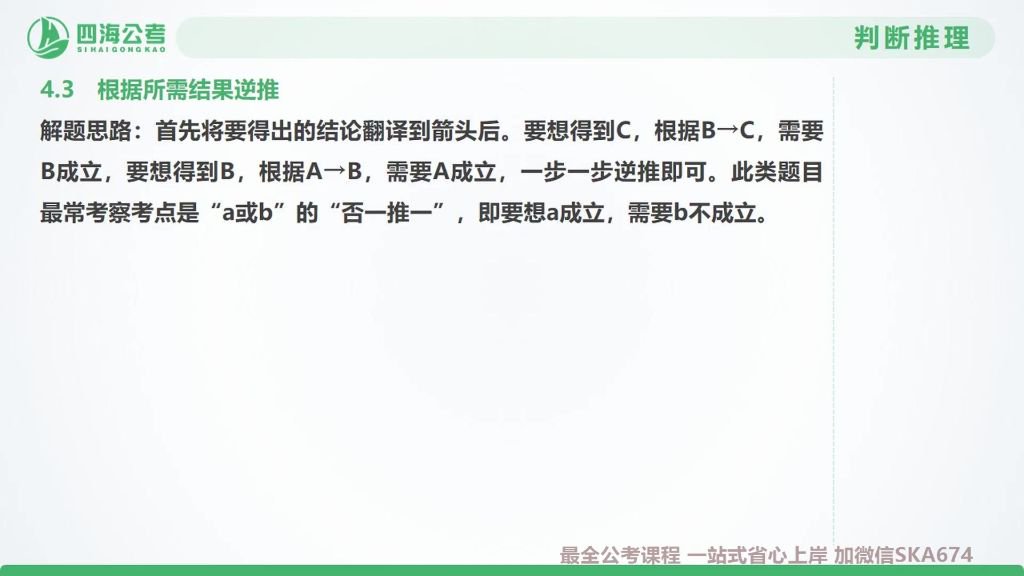 四海公考
SIHAIGONGKAO
判断推理
4.3 根据所需结果逆推
解题思路：首先将要得出的结论翻译到箭头后。要想得到C，根据B→C，需要
B成立，要想得到B，根据A→B，需要A成立，一步一步逆推即可。此类题目
最常考察考点是“a或b”的“否一推一”，即要想a成立，需要b不成立。
最全公考课程 一站式省心上岸 加微信SKA674